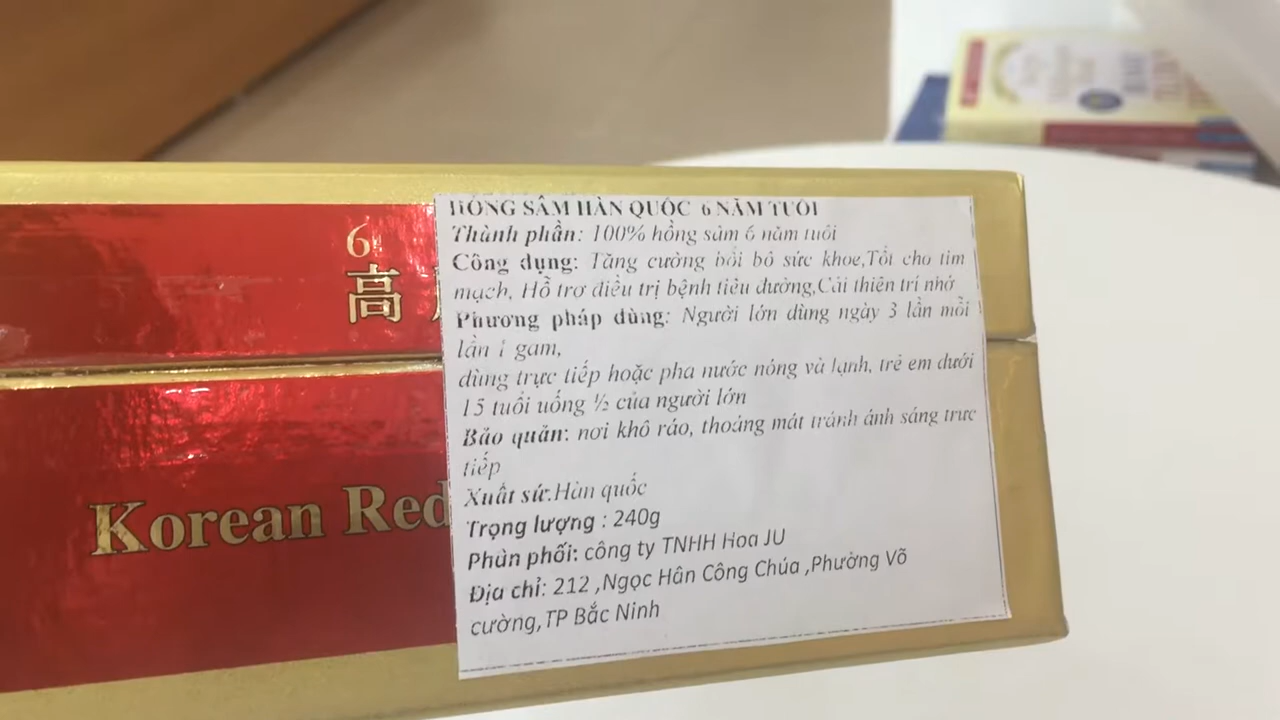 HỒNG SÂM HÀN QUỐC 6 NĂM TUỔI
Thành phần: 100% hồng sâm 6 năm tuổi
Công dụng: Tăng cường bồi bổ sức khỏe,Tốt cho tim
mạch, Hỗ trợ điều trị bệnh tiểu đường,Cải thiện trí nhớ
Phương pháp dùng: Người lớn dùng ngày 3 lần mỗi
lần 1 gam,
dùng trực tiếp hoặc pha nước nóng và lạnh, trẻ em dưới
15 tuổi uống ½ của người lớn
Bảo quản: nơi khô ráo, thoáng mát tránh ánh sáng trực
tiếp
Xuất sứ:Hàn quốc
Trọng lượng : 240g
Phân phối: công ty TNHH Hoa JU
Địa chỉ: 212 ,Ngọc Hân Công Chúa ,Phường Võ
cường,TP Bắc Ninh
6
高
Korean Red